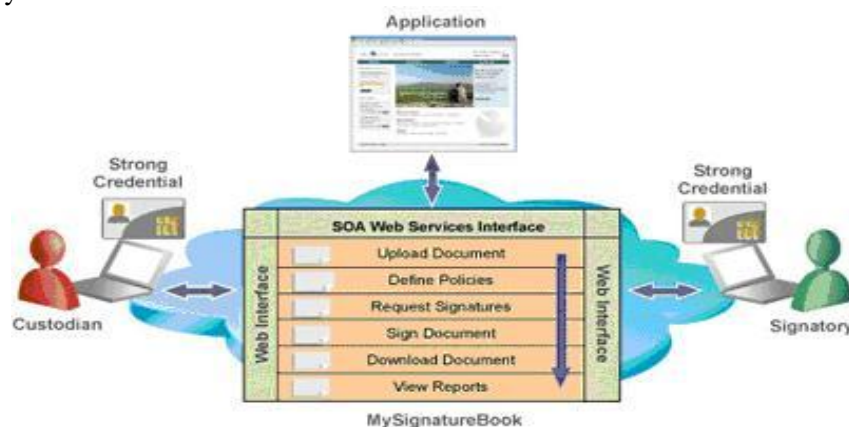 Application
Strong
Credential
Strong
Credential
SOA Web Services Interface
Web Interface
Upload Document
Define Policies
Request Signatures
Sign Document
Download Document
View Reports
Web Interface
Custodian
Signatory
MySignatureBook